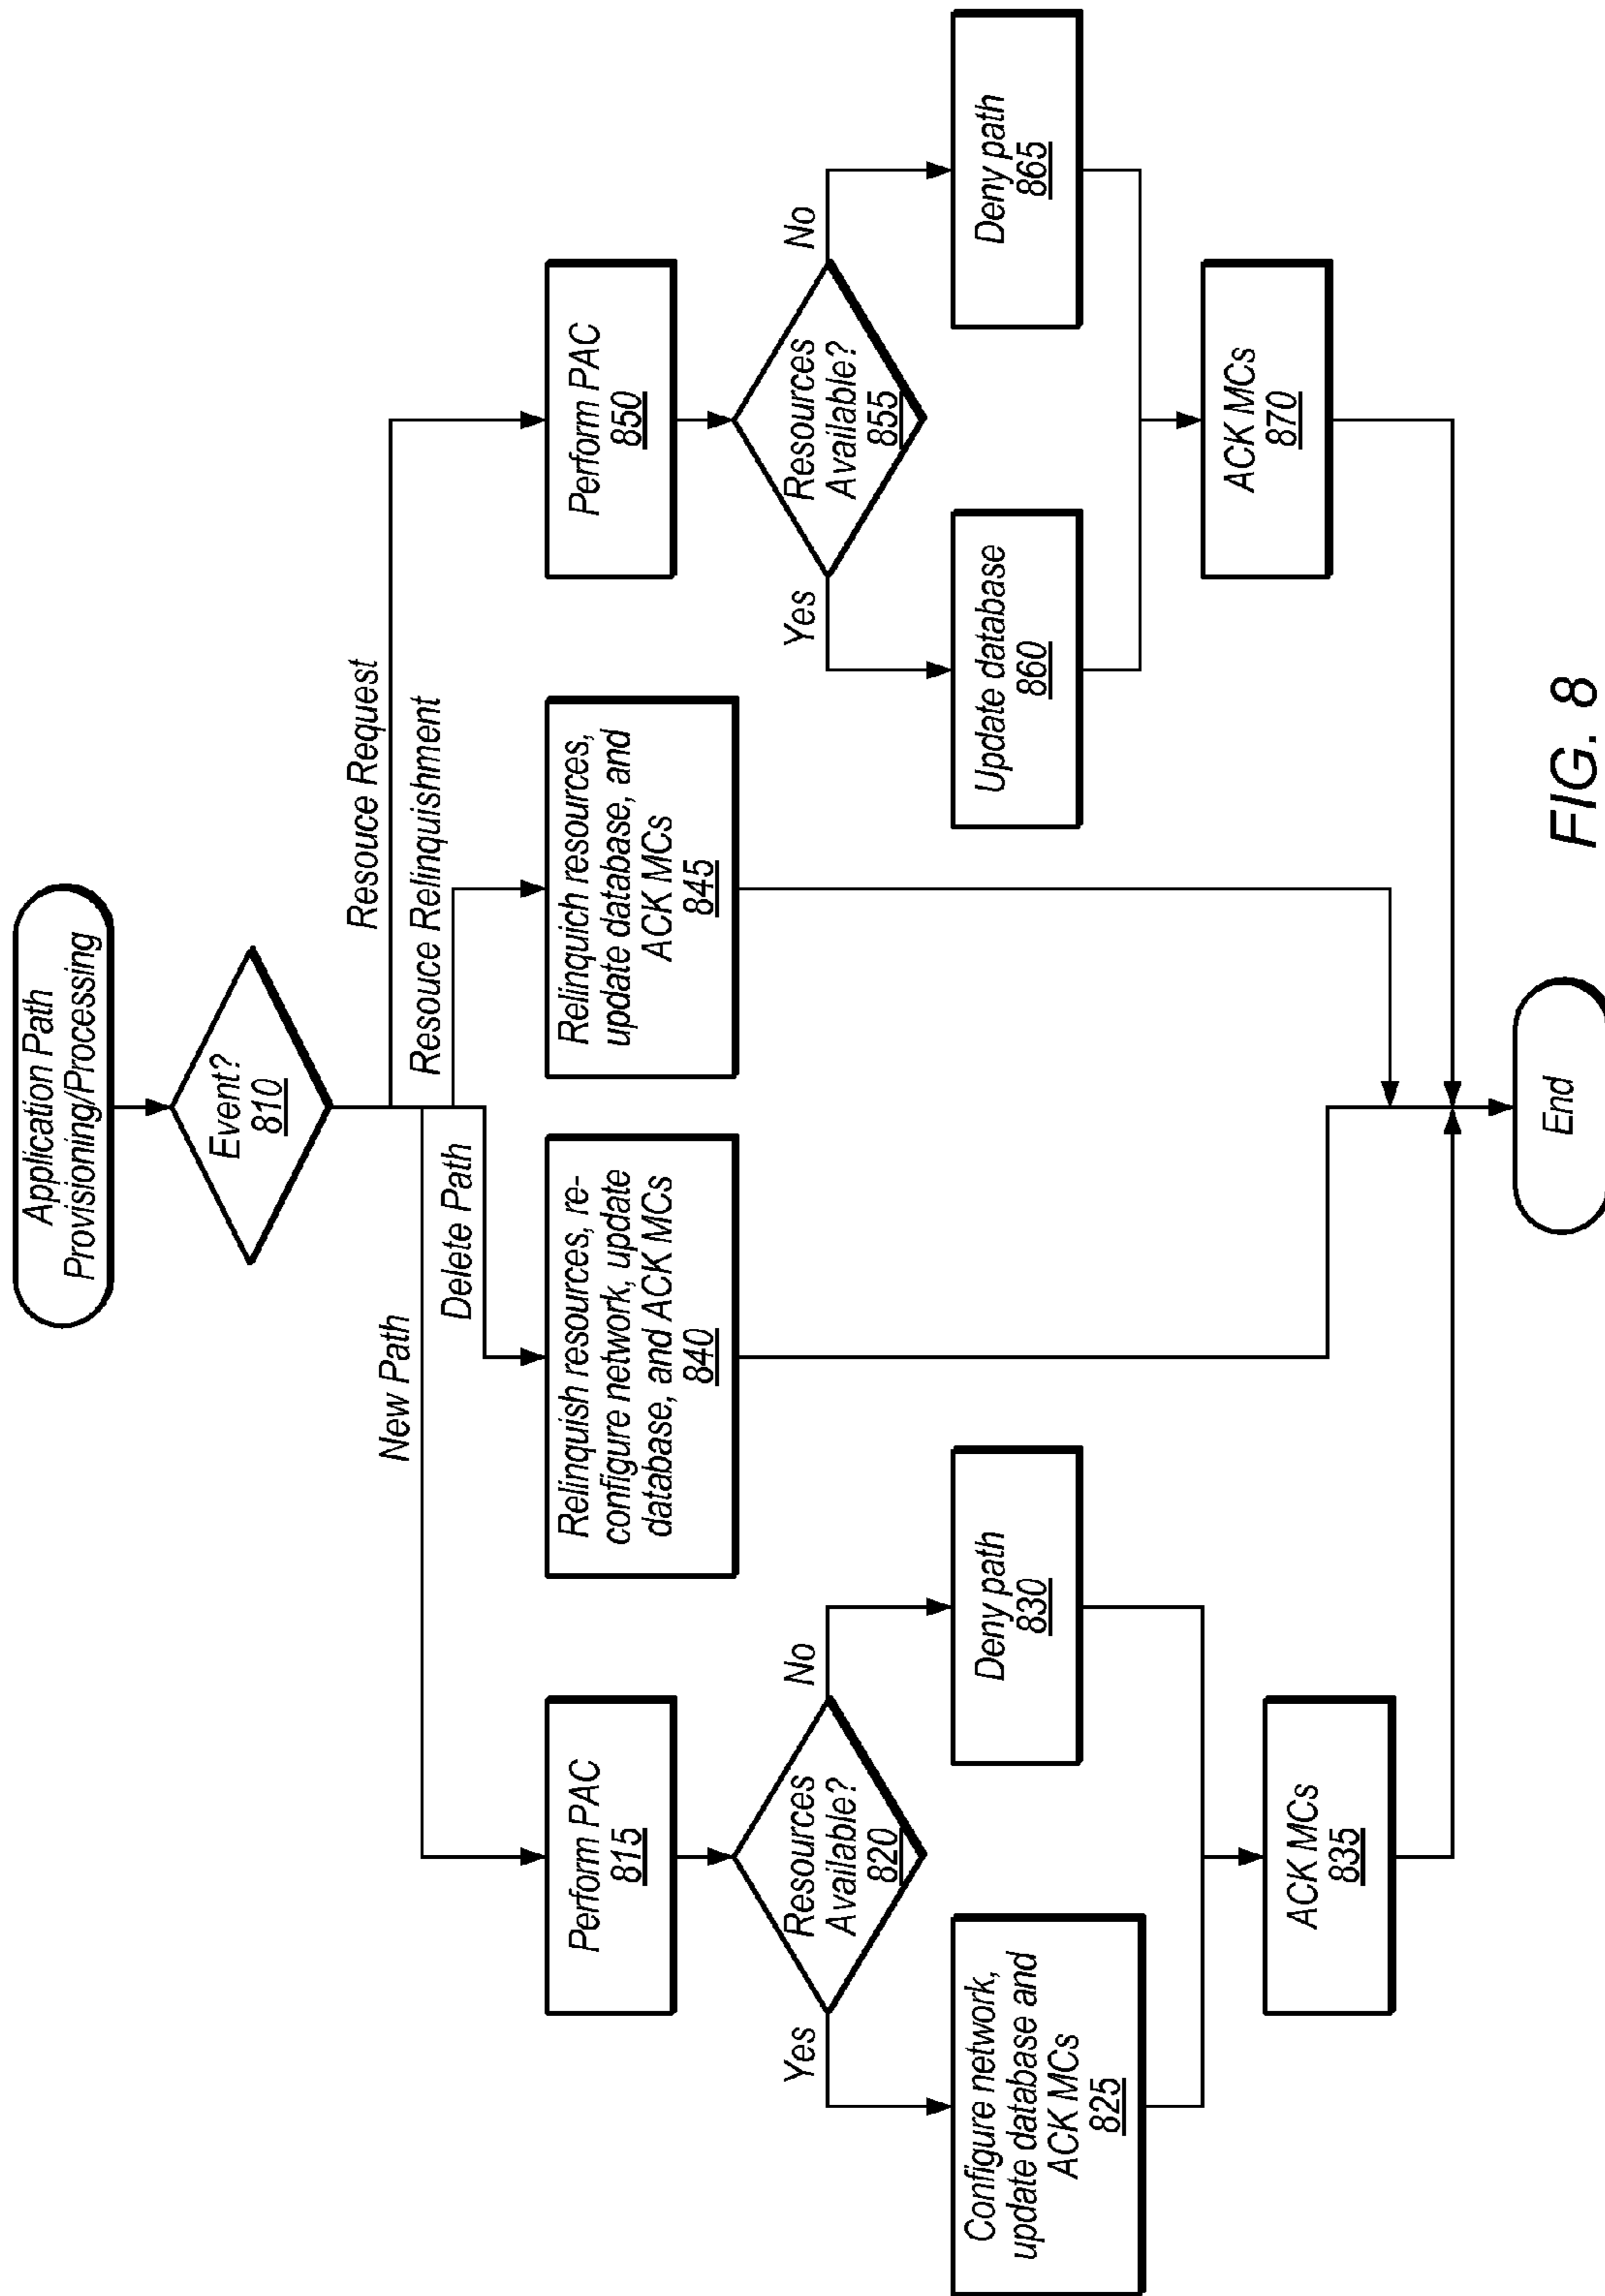 Application Path
Provisioning/Processing
Event?
810
Resouce Request
Resouce Relinquishment
New Path
Delete Path
Perform PAC
815
Relinquish resources, re-
configure network, update
database, and ACK MCs
840
Relinquich resources,
update database, and
ACK MCs
845
Perform PAC
850
Resources
Available?
820
Yes
No
Resources
Available?
855
Yes
No
Configure network,
update database and
ACK MCs
825
Deny path
830
Update database
860
Deny path
865
ACK MCs
835
ACK MCs
870
End
FIG. 8